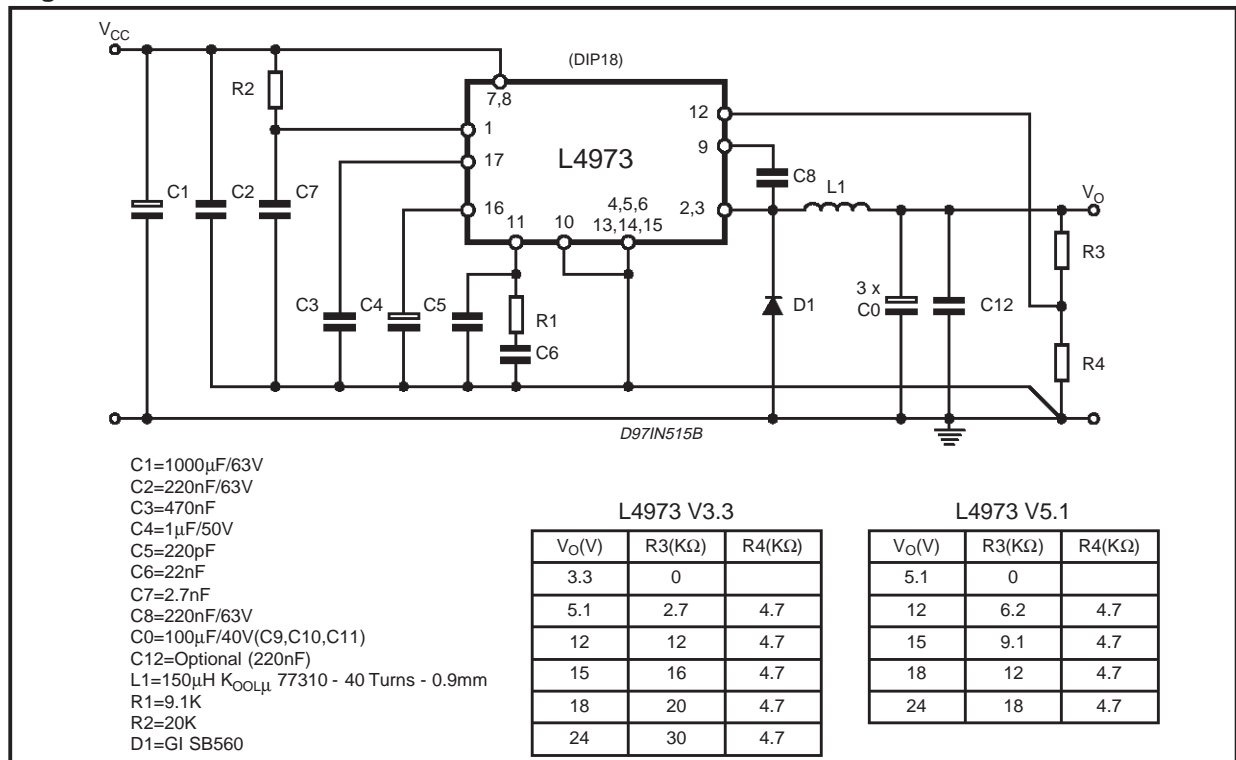 V_CC
(DIP18)
R2
7,8
1
12
9
17
L4973
C8
L1
V_O
C1
C2
C7
16
11
10
4,5,6
13,14,15
2,3
R3
C3
C4
C5
R1
C6
D1
3 x
C0
C12
R4
D97IN515B
C1=1000µF/63V
C2=220nF/63V
C3=470nF
C4=1µF/50V
C5=220pF
C6=22nF
C7=2.7nF
C8=220nF/63V
C0=100µF/40V(C9,C10,C11)
C12=Optional (220nF)
L1=150µH K_OOLµ 77310 - 40 Turns - 0.9mm
R1=9.1K
R2=20K
D1=GI SB560
L4973 V3.3
V_O(V) R3(KΩ) R4(KΩ)
3.3 0
5.1 2.7 4.7
12 12 4.7
15 16 4.7
18 20 4.7
24 30 4.7
L4973 V5.1
V_O(V) R3(KΩ) R4(KΩ)
5.1 0
12 6.2 4.7
15 9.1 4.7
18 12 4.7
24 18 4.7